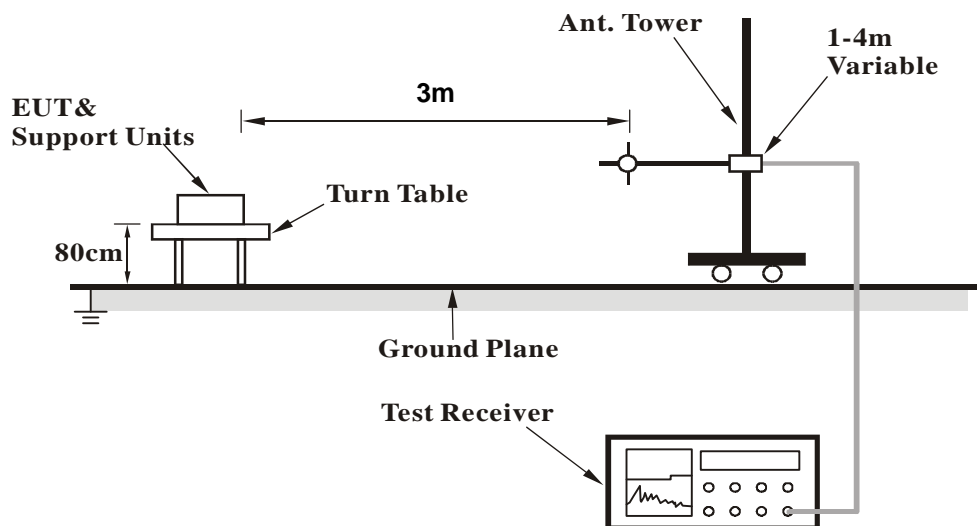 Ant. Tower
1-4m
Variable
3m
EUT&
Support Units
Turn Table
80cm
Ground Plane
Test Receiver